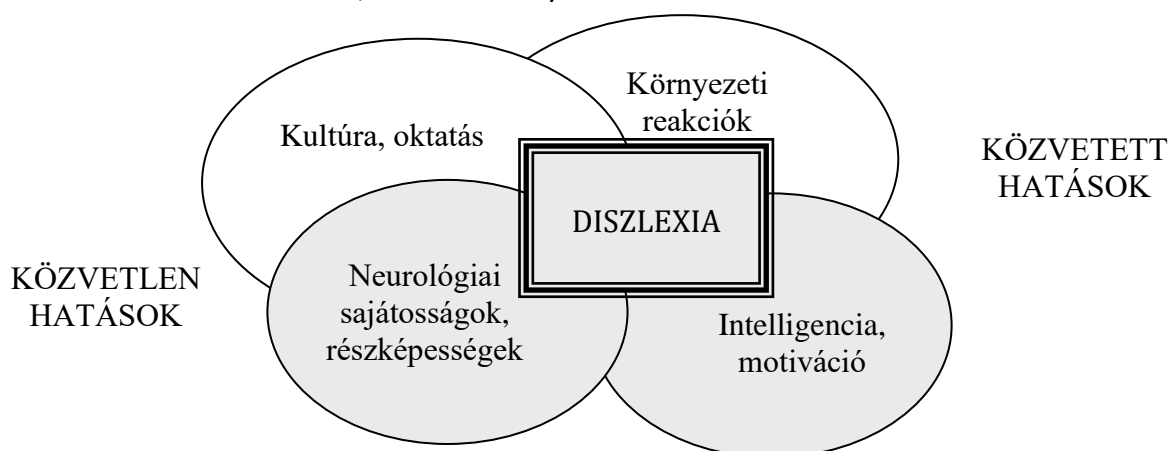 Környezeti
reakciók
Kultúra, oktatás
KÖZVETETT
HATÁSOK
DISZLEXIA
KÖZVETLEN
HATÁSOK
Neurológiai
sajátosságok,
részképességek
Intelligencia,
motiváció